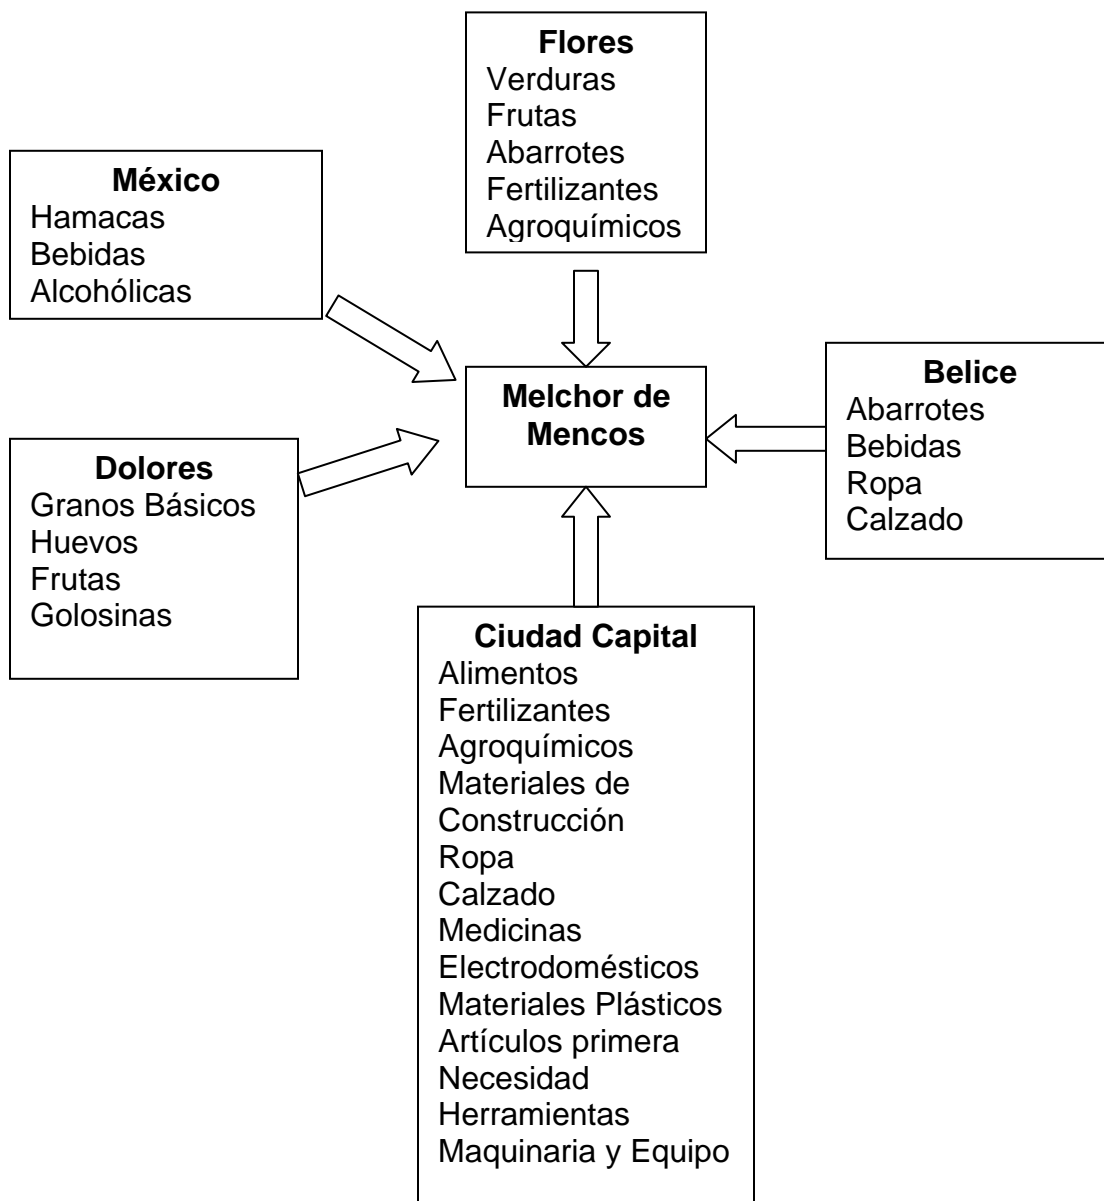 Flores
Verduras
Frutas
Abarrotes
Fertilizantes
Agroquímicos
México
Hamacas
Bebidas
Alcohólicas
Melchor de
Mencos
Belice
Abarrotes
Bebidas
Ropa
Calzado
Dolores
Granos Básicos
Huevos
Frutas
Golosinas
Ciudad Capital
Alimentos
Fertilizantes
Agroquímicos
Materiales de
Construcción
Ropa
Calzado
Medicinas
Electrodomésticos
Materiales Plásticos
Artículos primera
Necesidad
Herramientas
Maquinaria y Equipo